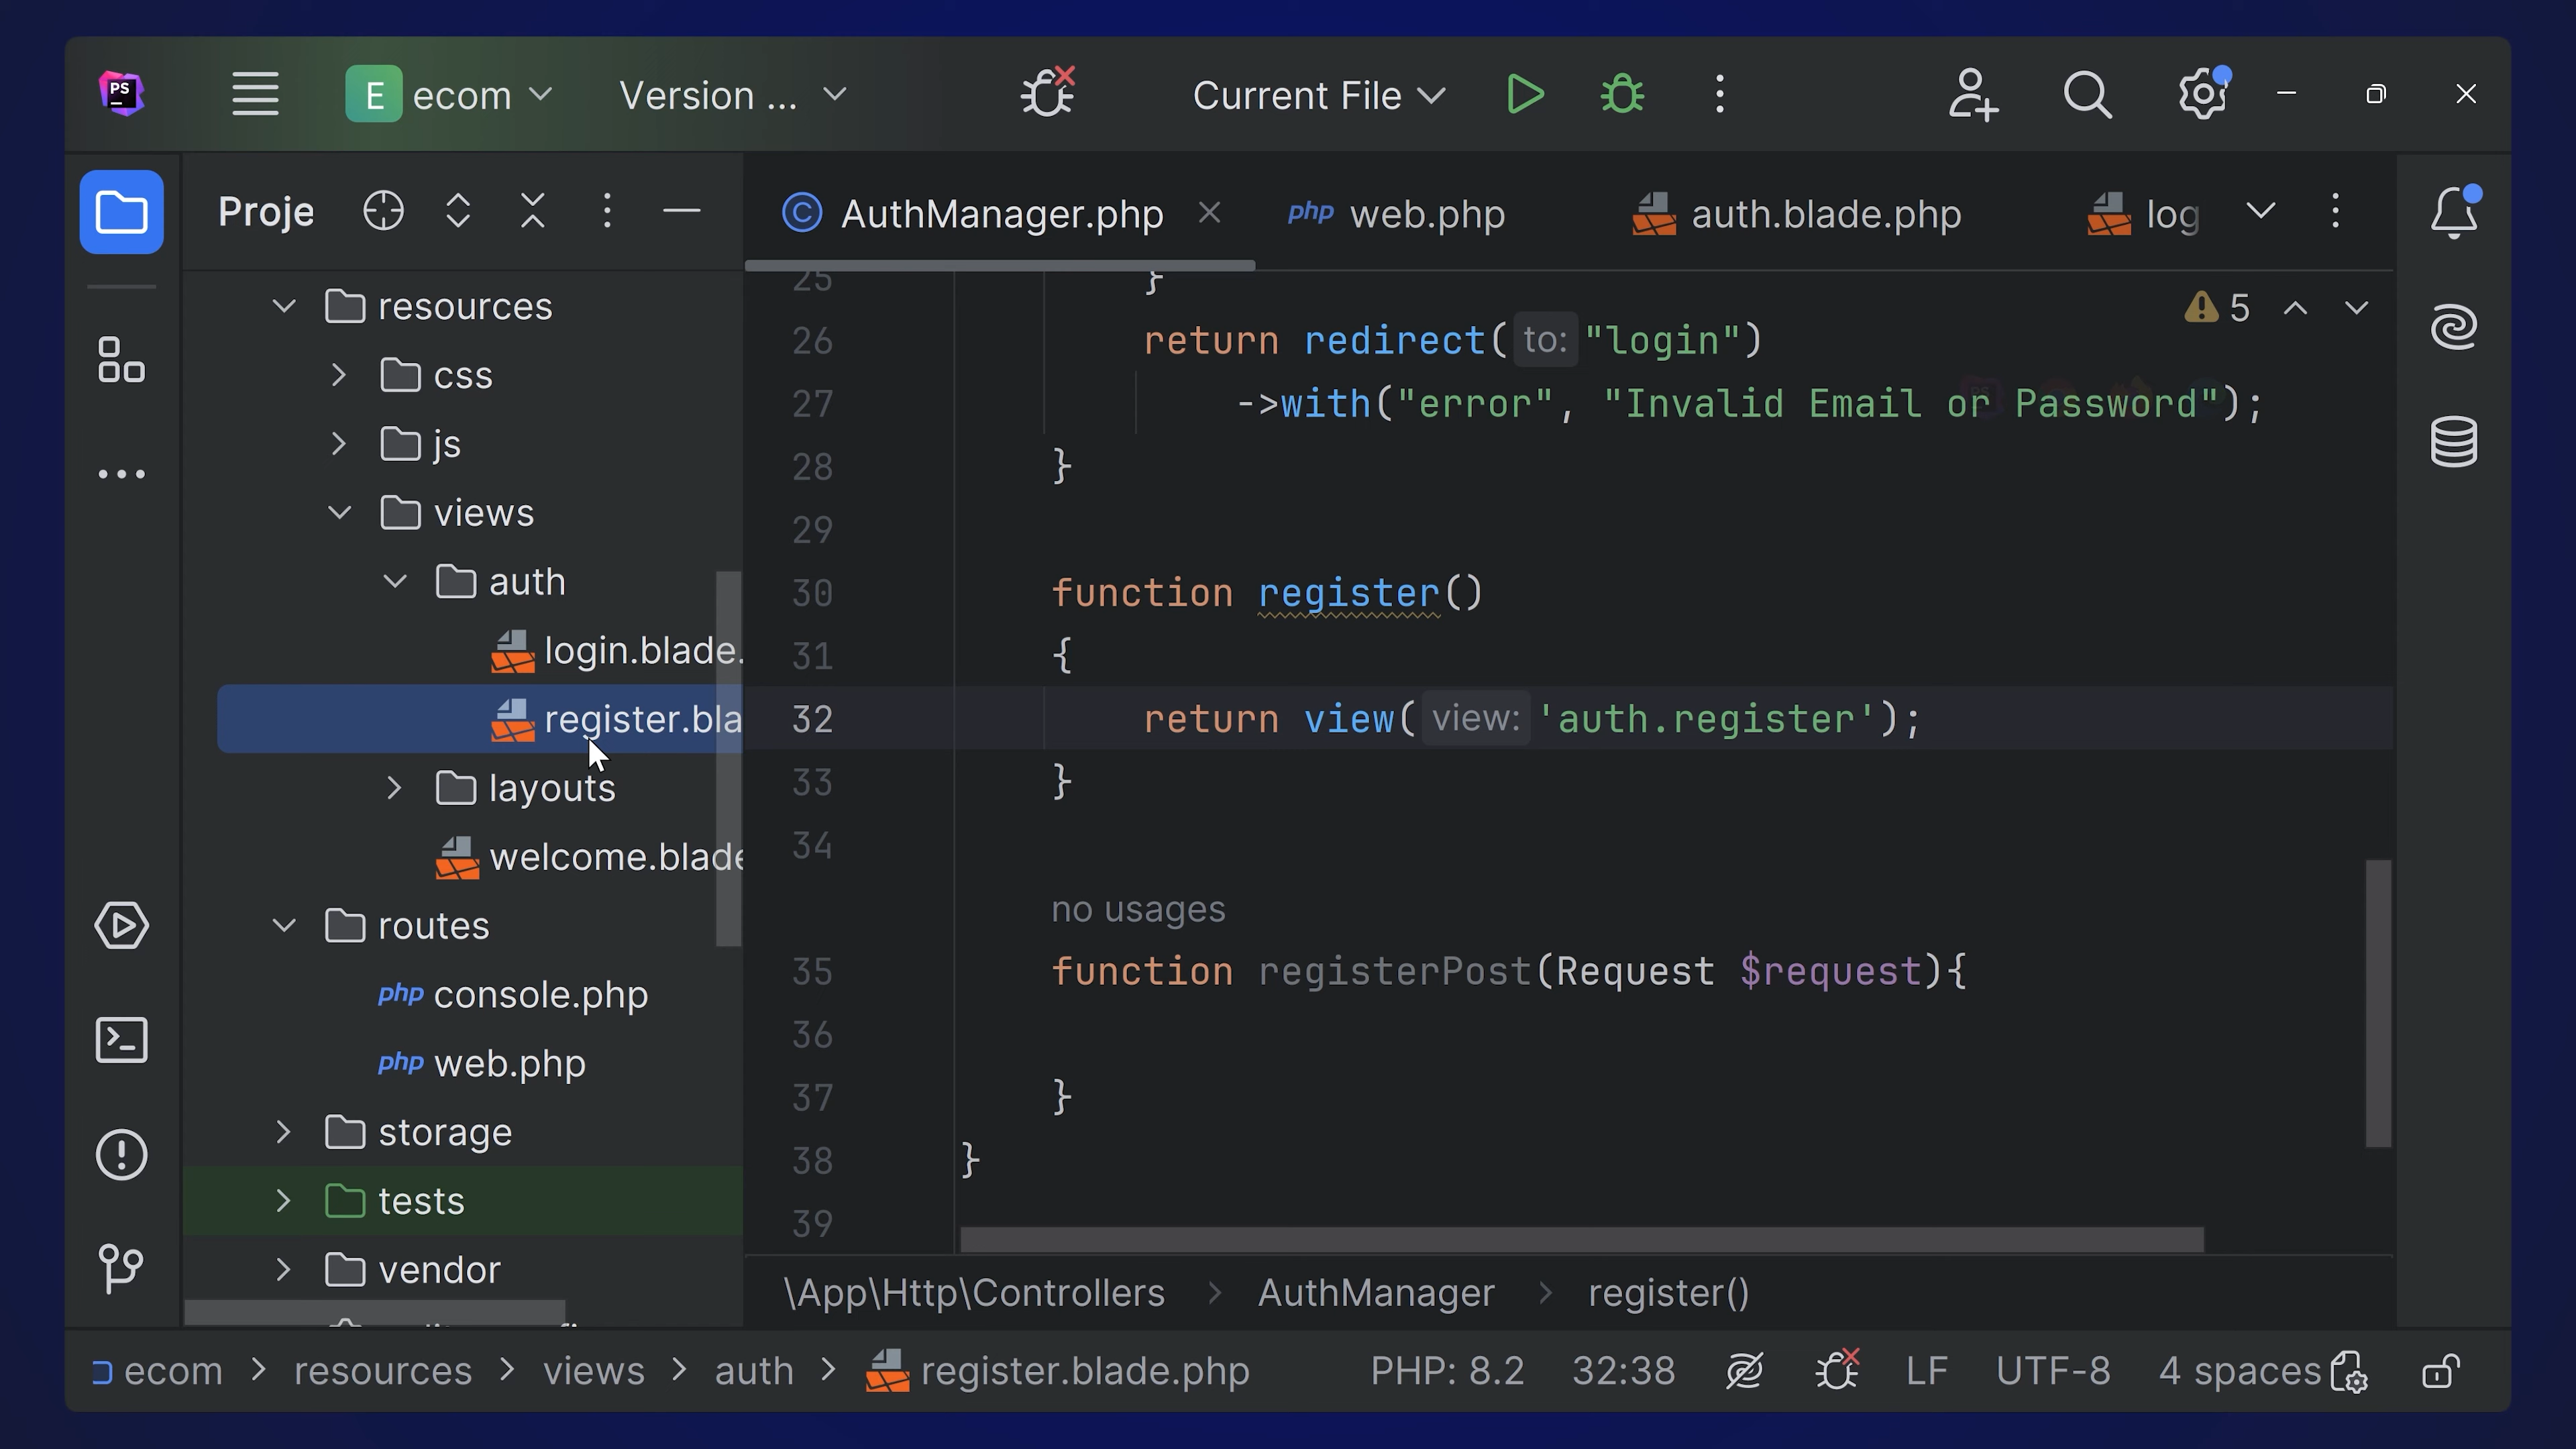 PS
E ecom Version ... Current File
Proje
AuthManager.php php web.php auth.blade.php log
resources
css
js
views
auth
login.blade.
register.bla
layouts
welcome.blade
routes
php console.php
php web.php
storage
tests
vendor
5
25 }
26 return redirect( to: "login")
27 ->with("error", "Invalid Email or Password");
28 }
29
30 function register()
31 {
32 return view( view: 'auth.register');
33 }
34
no usages
35 function registerPost(Request $request){
36
37 }
38 }
39
\App\Http\Controllers > AuthManager > register()
ecom > resources > views > auth > register.blade.php PHP: 8.2 32:38 LF UTF-8 4 spaces